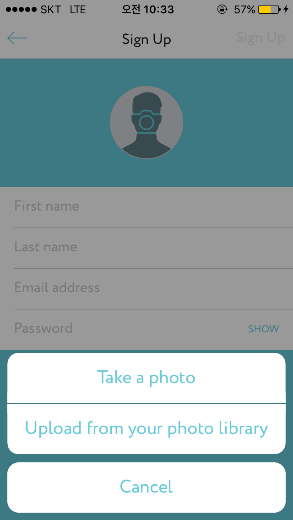 SKT LTE 오전 10:33 57%
Sign Up Sign Up
First name
Last name
Email address
Password SHOW
Take a photo
Upload from your photo library
Cancel